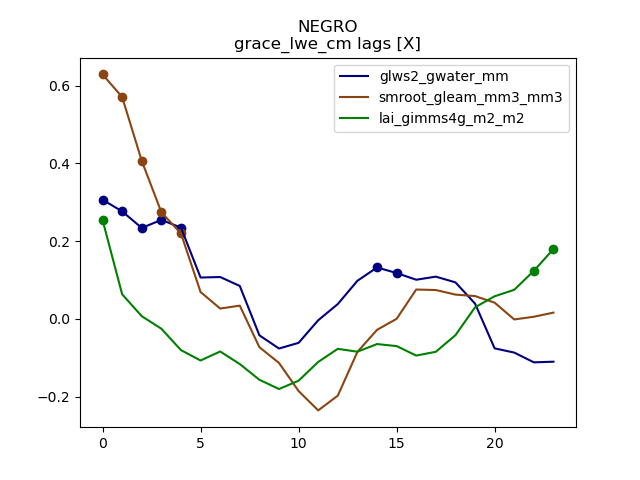 NEGRO
grace_lwe_cm lags [X]
glws2_gwater_mm
smroot_gleam_mm3_mm3
lai_gimms4g_m2_m2
0.6
0.4
0.2
0.0
−0.2
0 5 10 15 20